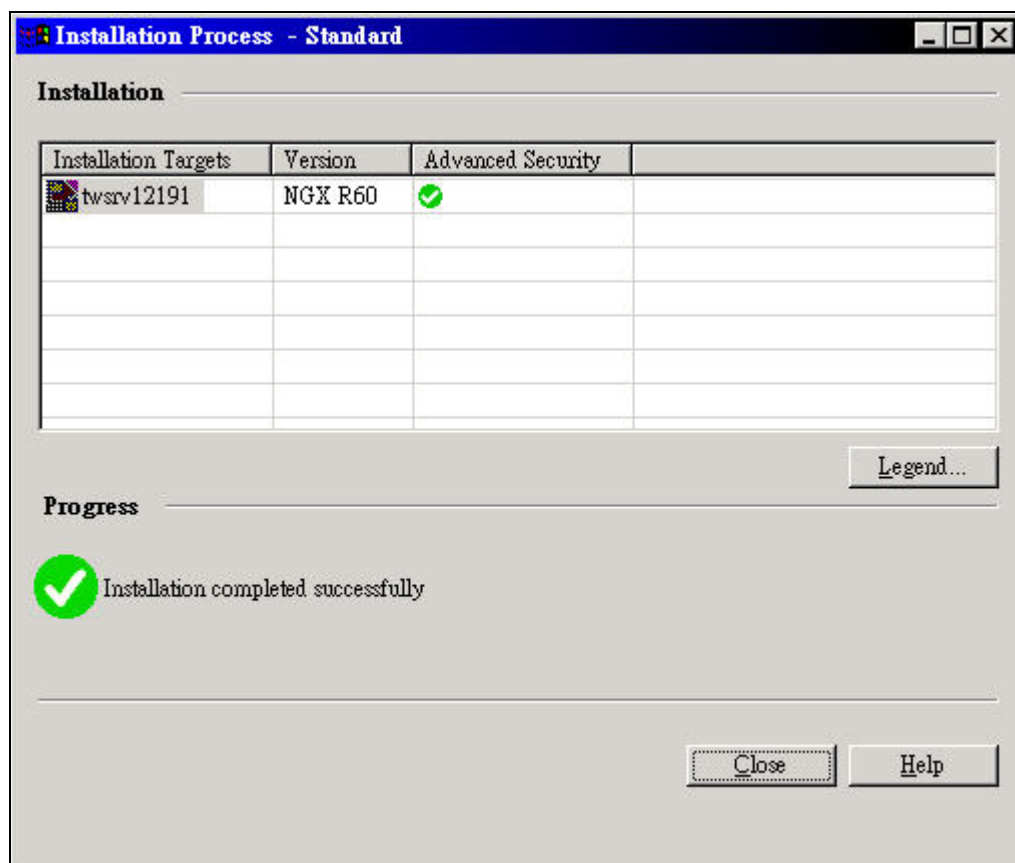 Installation Process - Standard
Installation
Installation Targets Version Advanced Security
twsrv12191 NGX R60
Legend...
Progress
Installation completed successfully
Close Help